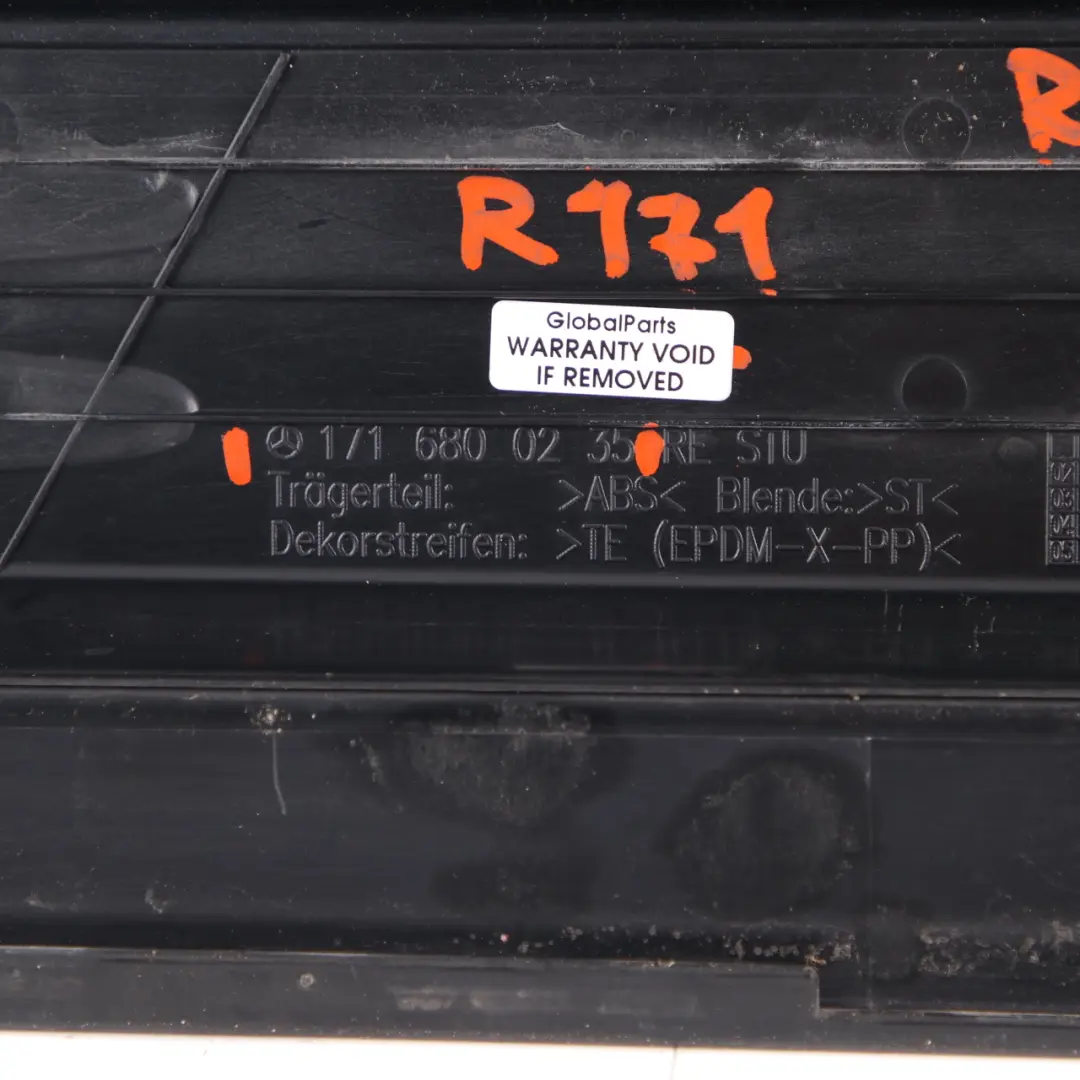 R
R171
GlobalParts
WARRANTY VOID
IF REMOVED
171 680 02 35 RE STU
Trägerteil: >ABS< Blende:>ST<
Dekorstreifen: >TE (EPDM-X-PP)<